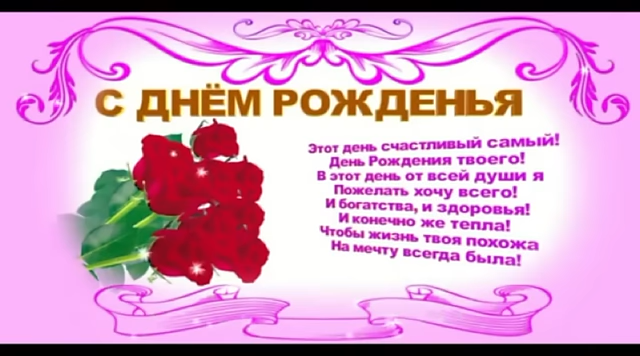 С ДНЁМ РОЖДЕНЬЯ
Этот день счастливый самый!
День Рождения твоего!
В этот день от всей души я
Пожелать хочу всего!
И богатства, и здоровья!
И конечно же тепла!
Чтобы жизнь твоя похожа
На мечту всегда была!